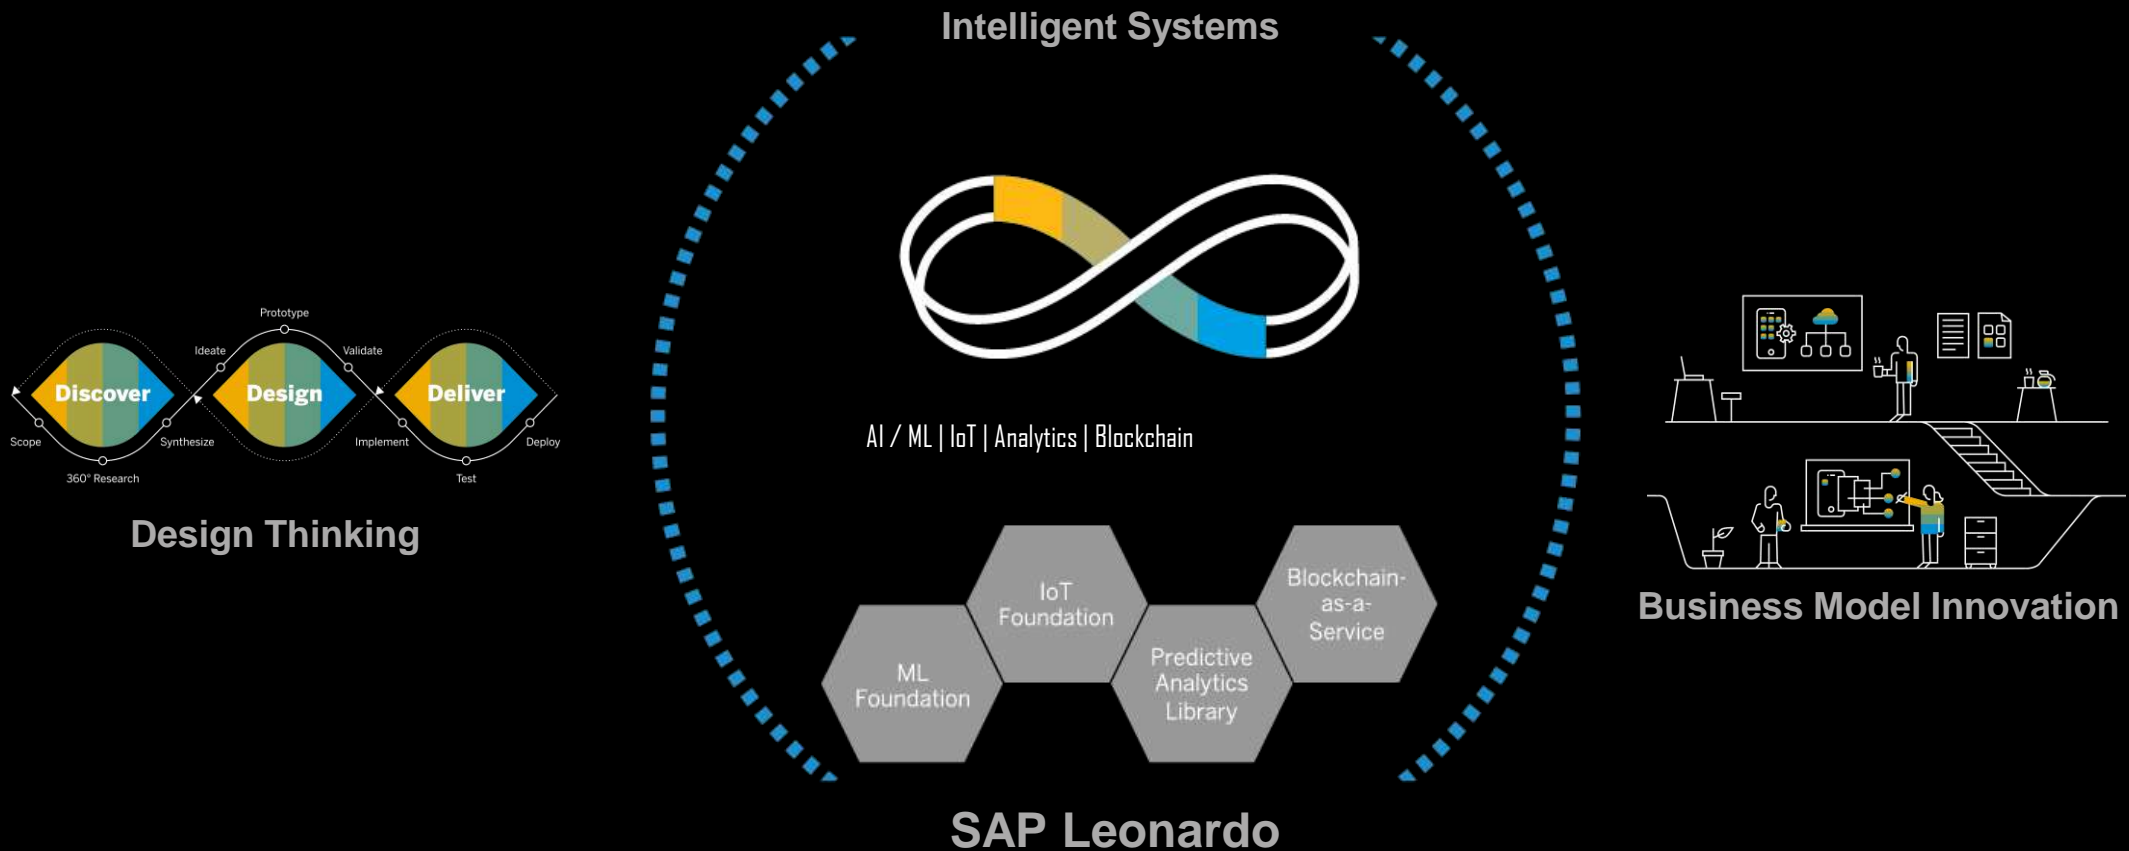 Intelligent Systems
Prototype
Ideate
Validate
Discover
Design
Deliver
Scope
Synthesize
Implement
Deploy
360° Research
Test
Design Thinking
AI / ML | IoT | Analytics | Blockchain
ML
Foundation
IoT
Foundation
Predictive
Analytics
Library
Blockchain-
as-a-
Service
Business Model Innovation
SAP Leonardo